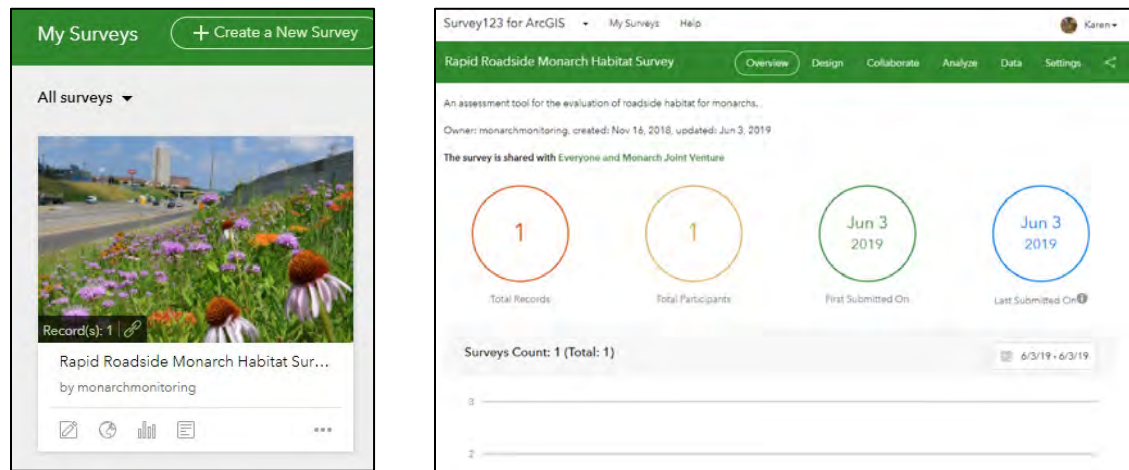 My Surveys
+ Create a New Survey
All surveys
Record(s): 1
Rapid Roadside Monarch Habitat Sur...
by monarchmonitoring
Survey123 for ArcGIS My Surveys Help Karen
Rapid Roadside Monarch Habitat Survey Overview Design Collaborate Analyze Data Settings
An assessment tool for the evaluation of roadside habitat for monarchs.
Owner: monarchmonitoring, created: Nov 16, 2018, updated: Jun 3, 2019
The survey is shared with Everyone and Monarch Joint Venture
1
Total Records
1
Total Participants
Jun 3
2019
First Submitted On
Jun 3
2019
Last Submitted On
Surveys Count: 1 (Total: 1)
6/3/19 - 6/3/19
3
2